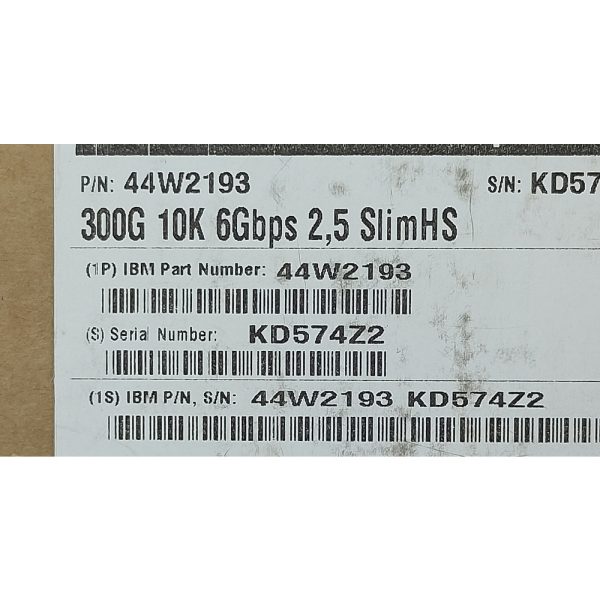 P/N: 44W2193 S/N: KD57
300G 10K 6Gbps 2,5 SlimHS
(1P) IBM Part Number: 44W2193
(S) Serial Number: KD574Z2
(1S) IBM P/N, S/N: 44W2193 KD574Z2